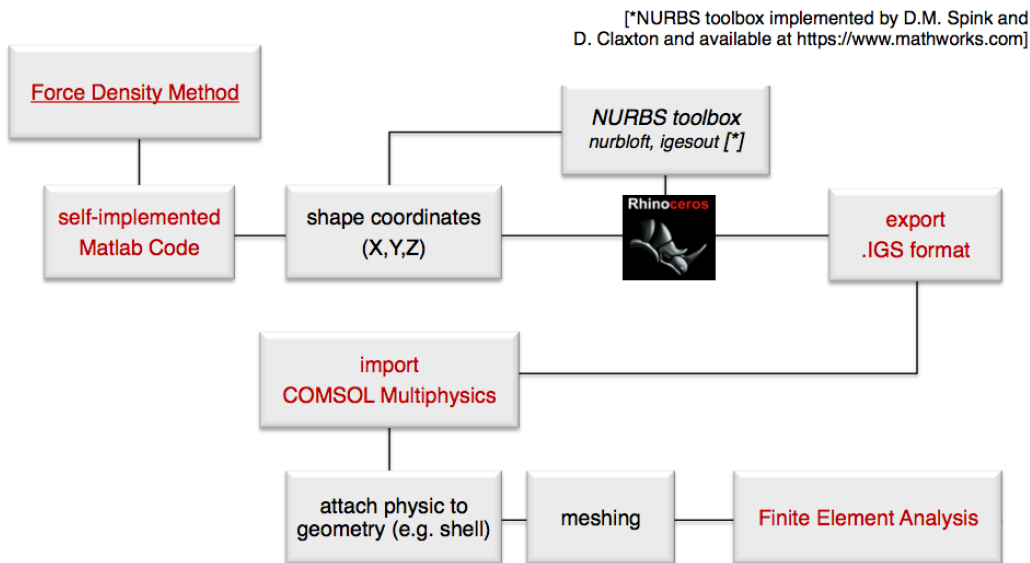 [*NURBS toolbox implemented by D.M. Spink and
D. Claxton and available at https://www.mathworks.com]
Force Density Method
NURBS toolbox
nurbloft, igesout [*]
self-implemented
Matlab Code
shape coordinates
(X,Y,Z)
Rhinoceros
export
.IGS format
import
COMSOL Multiphysics
attach physic to
geometry (e.g. shell)
meshing
Finite Element Analysis